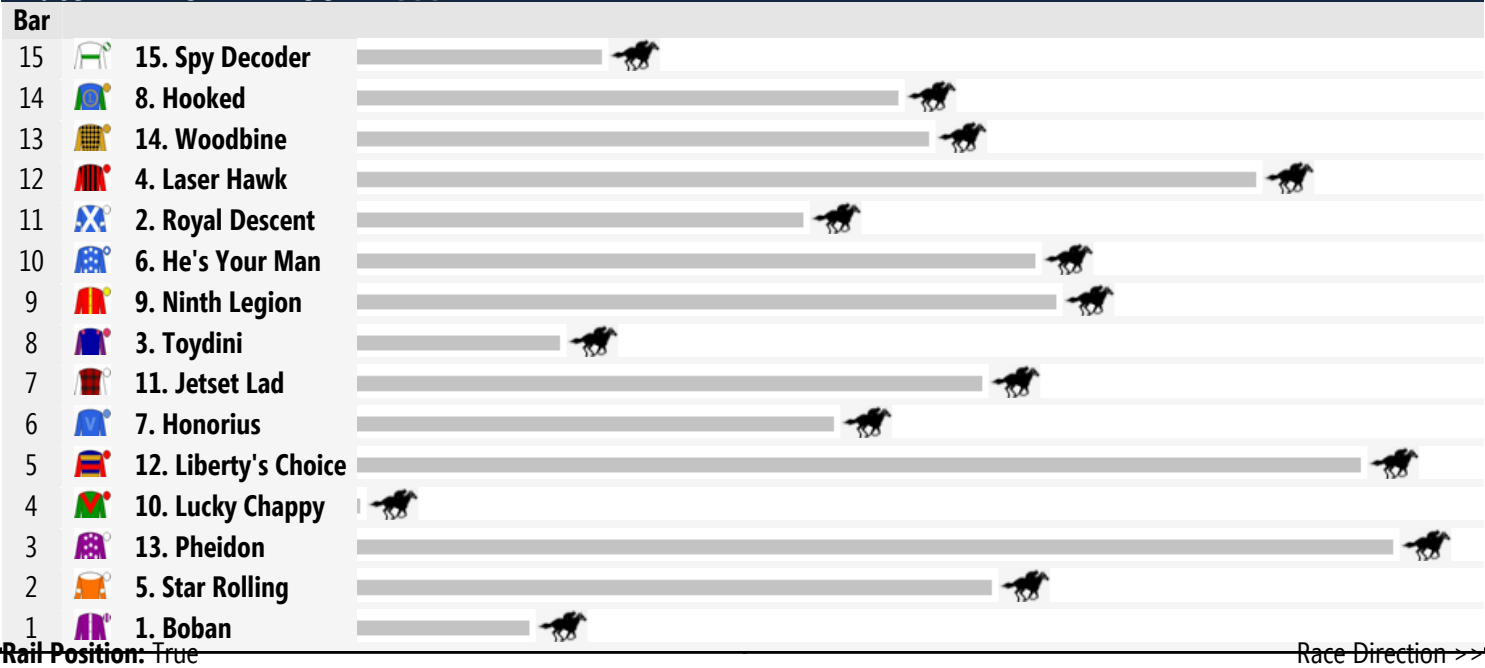 Bar
15 15. Spy Decoder
14 8. Hooked
13 14. Woodbine
12 4. Laser Hawk
11 2. Royal Descent
10 6. He's Your Man
9 9. Ninth Legion
8 3. Toydini
7 11. Jetset Lad
6 7. Honorius
5 12. Liberty's Choice
4 10. Lucky Chappy
3 13. Pheidon
2 5. Star Rolling
1 1. Boban
Rail Position: True Race Direction >>